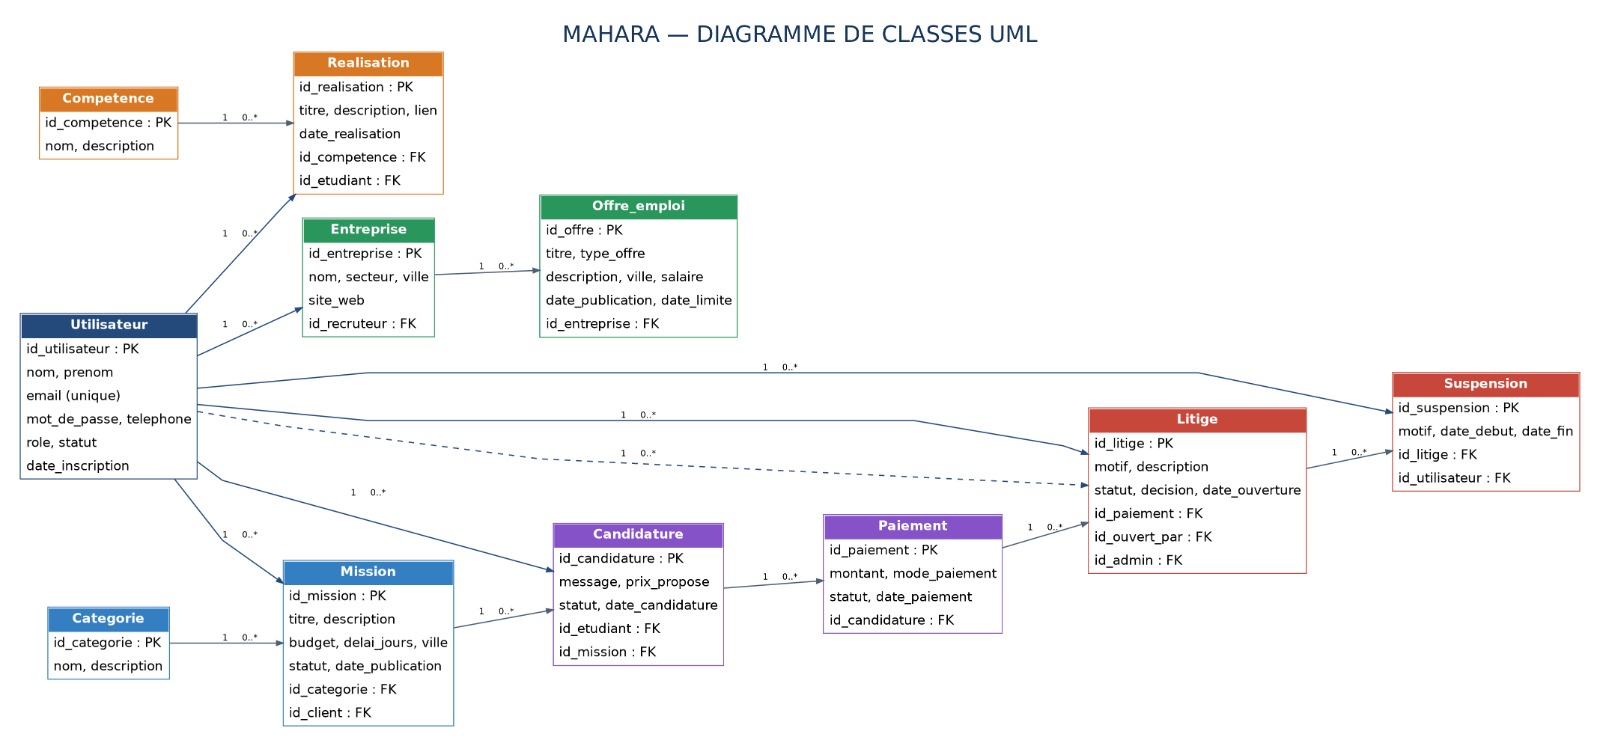 MAHARA — DIAGRAMME DE CLASSES UML
Competence
id_competence : PK
nom, description
1 0..*
Realisation
id_realisation : PK
titre, description, lien
date_realisation
id_competence : FK
id_etudiant : FK
1 0..*
Entreprise
id_entreprise : PK
nom, secteur, ville
site_web
id_recruteur : FK
1 0..*
1 0..*
Offre_emploi
id_offre : PK
titre, type_offre
description, ville, salaire
date_publication, date_limite
id_entreprise : FK
Utilisateur
id_utilisateur : PK
nom, prenom
email (unique)
mot_de_passe, telephone
role, statut
date_inscription
1 0..*
1 0..*
1 0..*
1 0..*
1 0..*
Suspension
id_suspension : PK
motif, date_debut, date_fin
id_litige : FK
id_utilisateur : FK
Litige
id_litige : PK
motif, description
statut, decision, date_ouverture
id_paiement : FK
id_ouvert_par : FK
id_admin : FK
1 0..*
Paiement
id_paiement : PK
montant, mode_paiement
statut, date_paiement
id_candidature : FK
1 0..*
Candidature
id_candidature : PK
message, prix_propose
statut, date_candidature
id_etudiant : FK
id_mission : FK
1 0..*
Mission
id_mission : PK
titre, description
budget, delai_jours, ville
statut, date_publication
id_categorie : FK
id_client : FK
1 0..*
Categorie
id_categorie : PK
nom, description
1 0..*